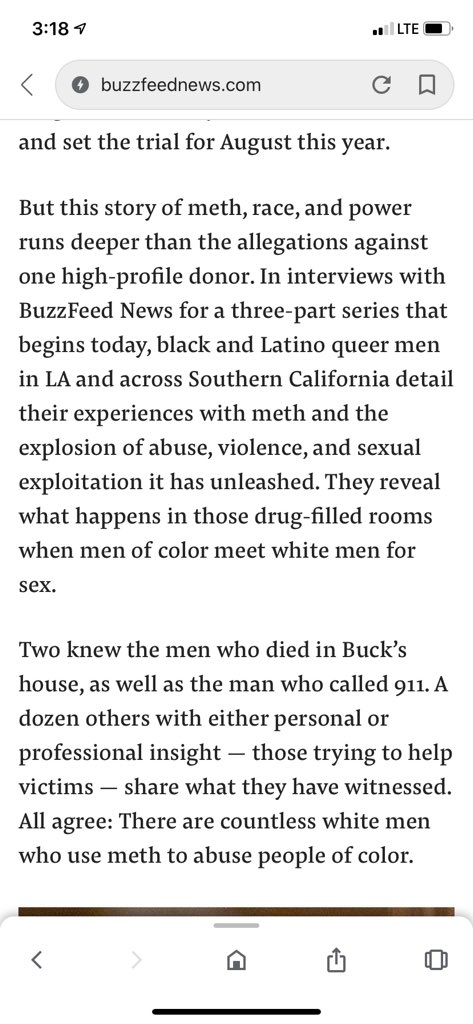 3:18
LTE
buzzfeednews.com
and set the trial for August this year.
But this story of meth, race, and power
runs deeper than the allegations against
one high-profile donor. In interviews with
BuzzFeed News for a three-part series that
begins today, black and Latino queer men
in LA and across Southern California detail
their experiences with meth and the
explosion of abuse, violence, and sexual
exploitation it has unleashed. They reveal
what happens in those drug-filled rooms
when men of color meet white men for
sex.
Two knew the men who died in Buck’s
house, as well as the man who called 911. A
dozen others with either personal or
professional insight — those trying to help
victims — share what they have witnessed.
All agree: There are countless white men
who use meth to abuse people of color.